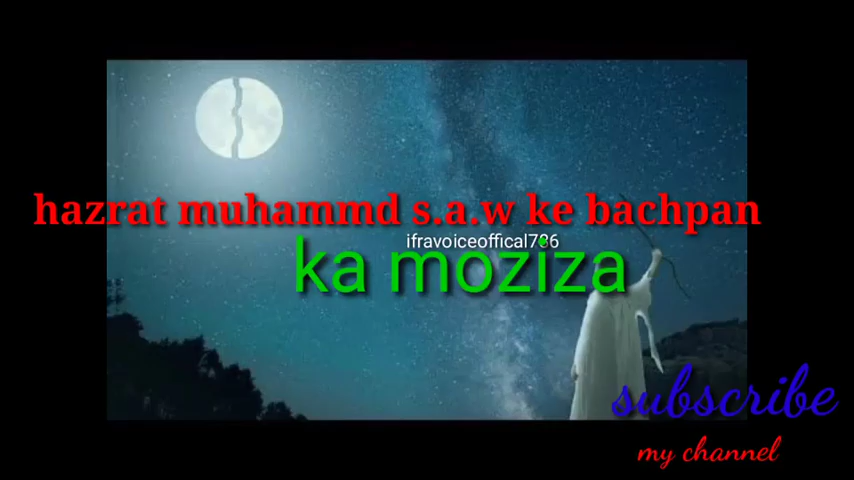 hazrat muhammd s.a.w ke bachpan
ifravoiceoffical786
ka moziza
subscribe
my channel